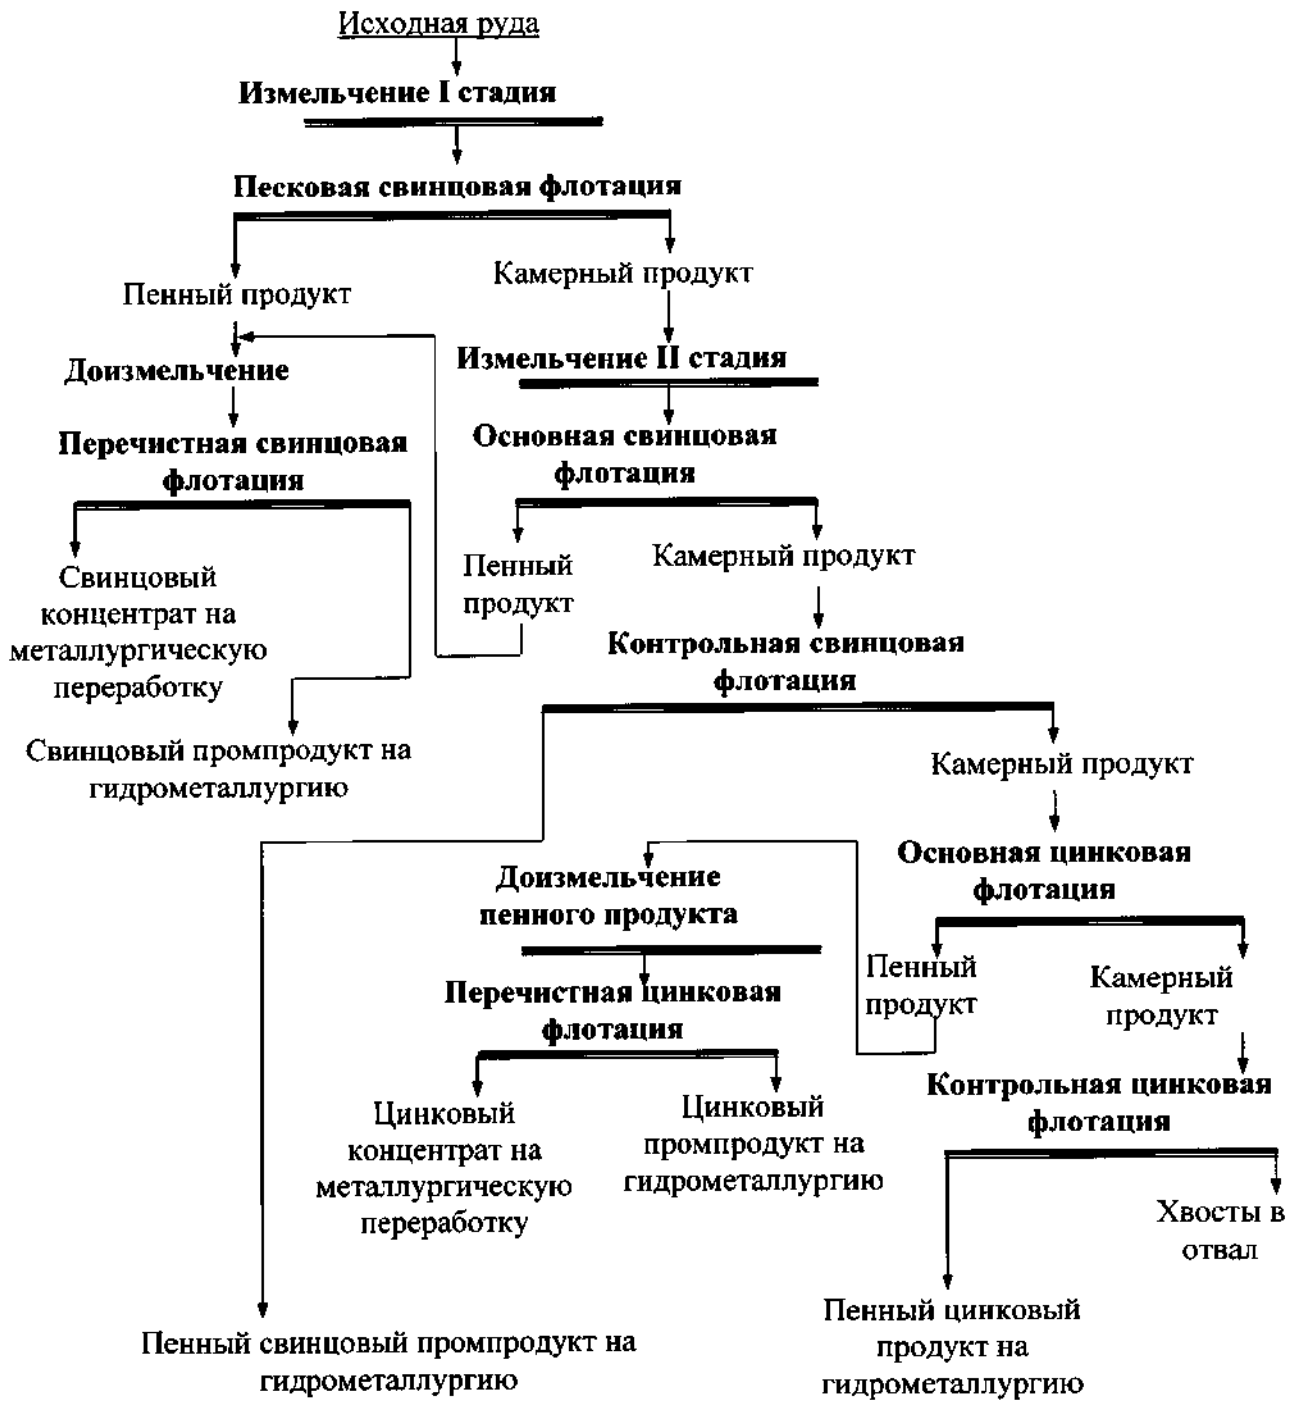 Исходная руда
Измельчение I стадия
Песковая свинцовая флотация
Пенный продукт
Камерный продукт
Доизмельчение
Измельчение II стадия
Перечистная свинцовая
флотация
Основная свинцовая
флотация
Свинцовый
концентрат на
металлургическую
переработку
Пенный
продукт
Камерный продукт
Контрольная свинцовая
флотация
Свинцовый промпродукт на
гидрометаллургию
Камерный продукт
Основная цинковая
флотация
Доизмельчение
пенного продукта
Пенный
продукт
Камерный
продукт
Перечистная цинковая
флотация
Контрольная цинковая
флотация
Цинковый
концентрат на
металлургическую
переработку
Цинковый
промпродукт на
гидрометаллургию
Хвосты в
отвал
Пенный свинцовый промпродукт на
гидрометаллургию
Пенный цинковый
продукт на
гидрометаллургию